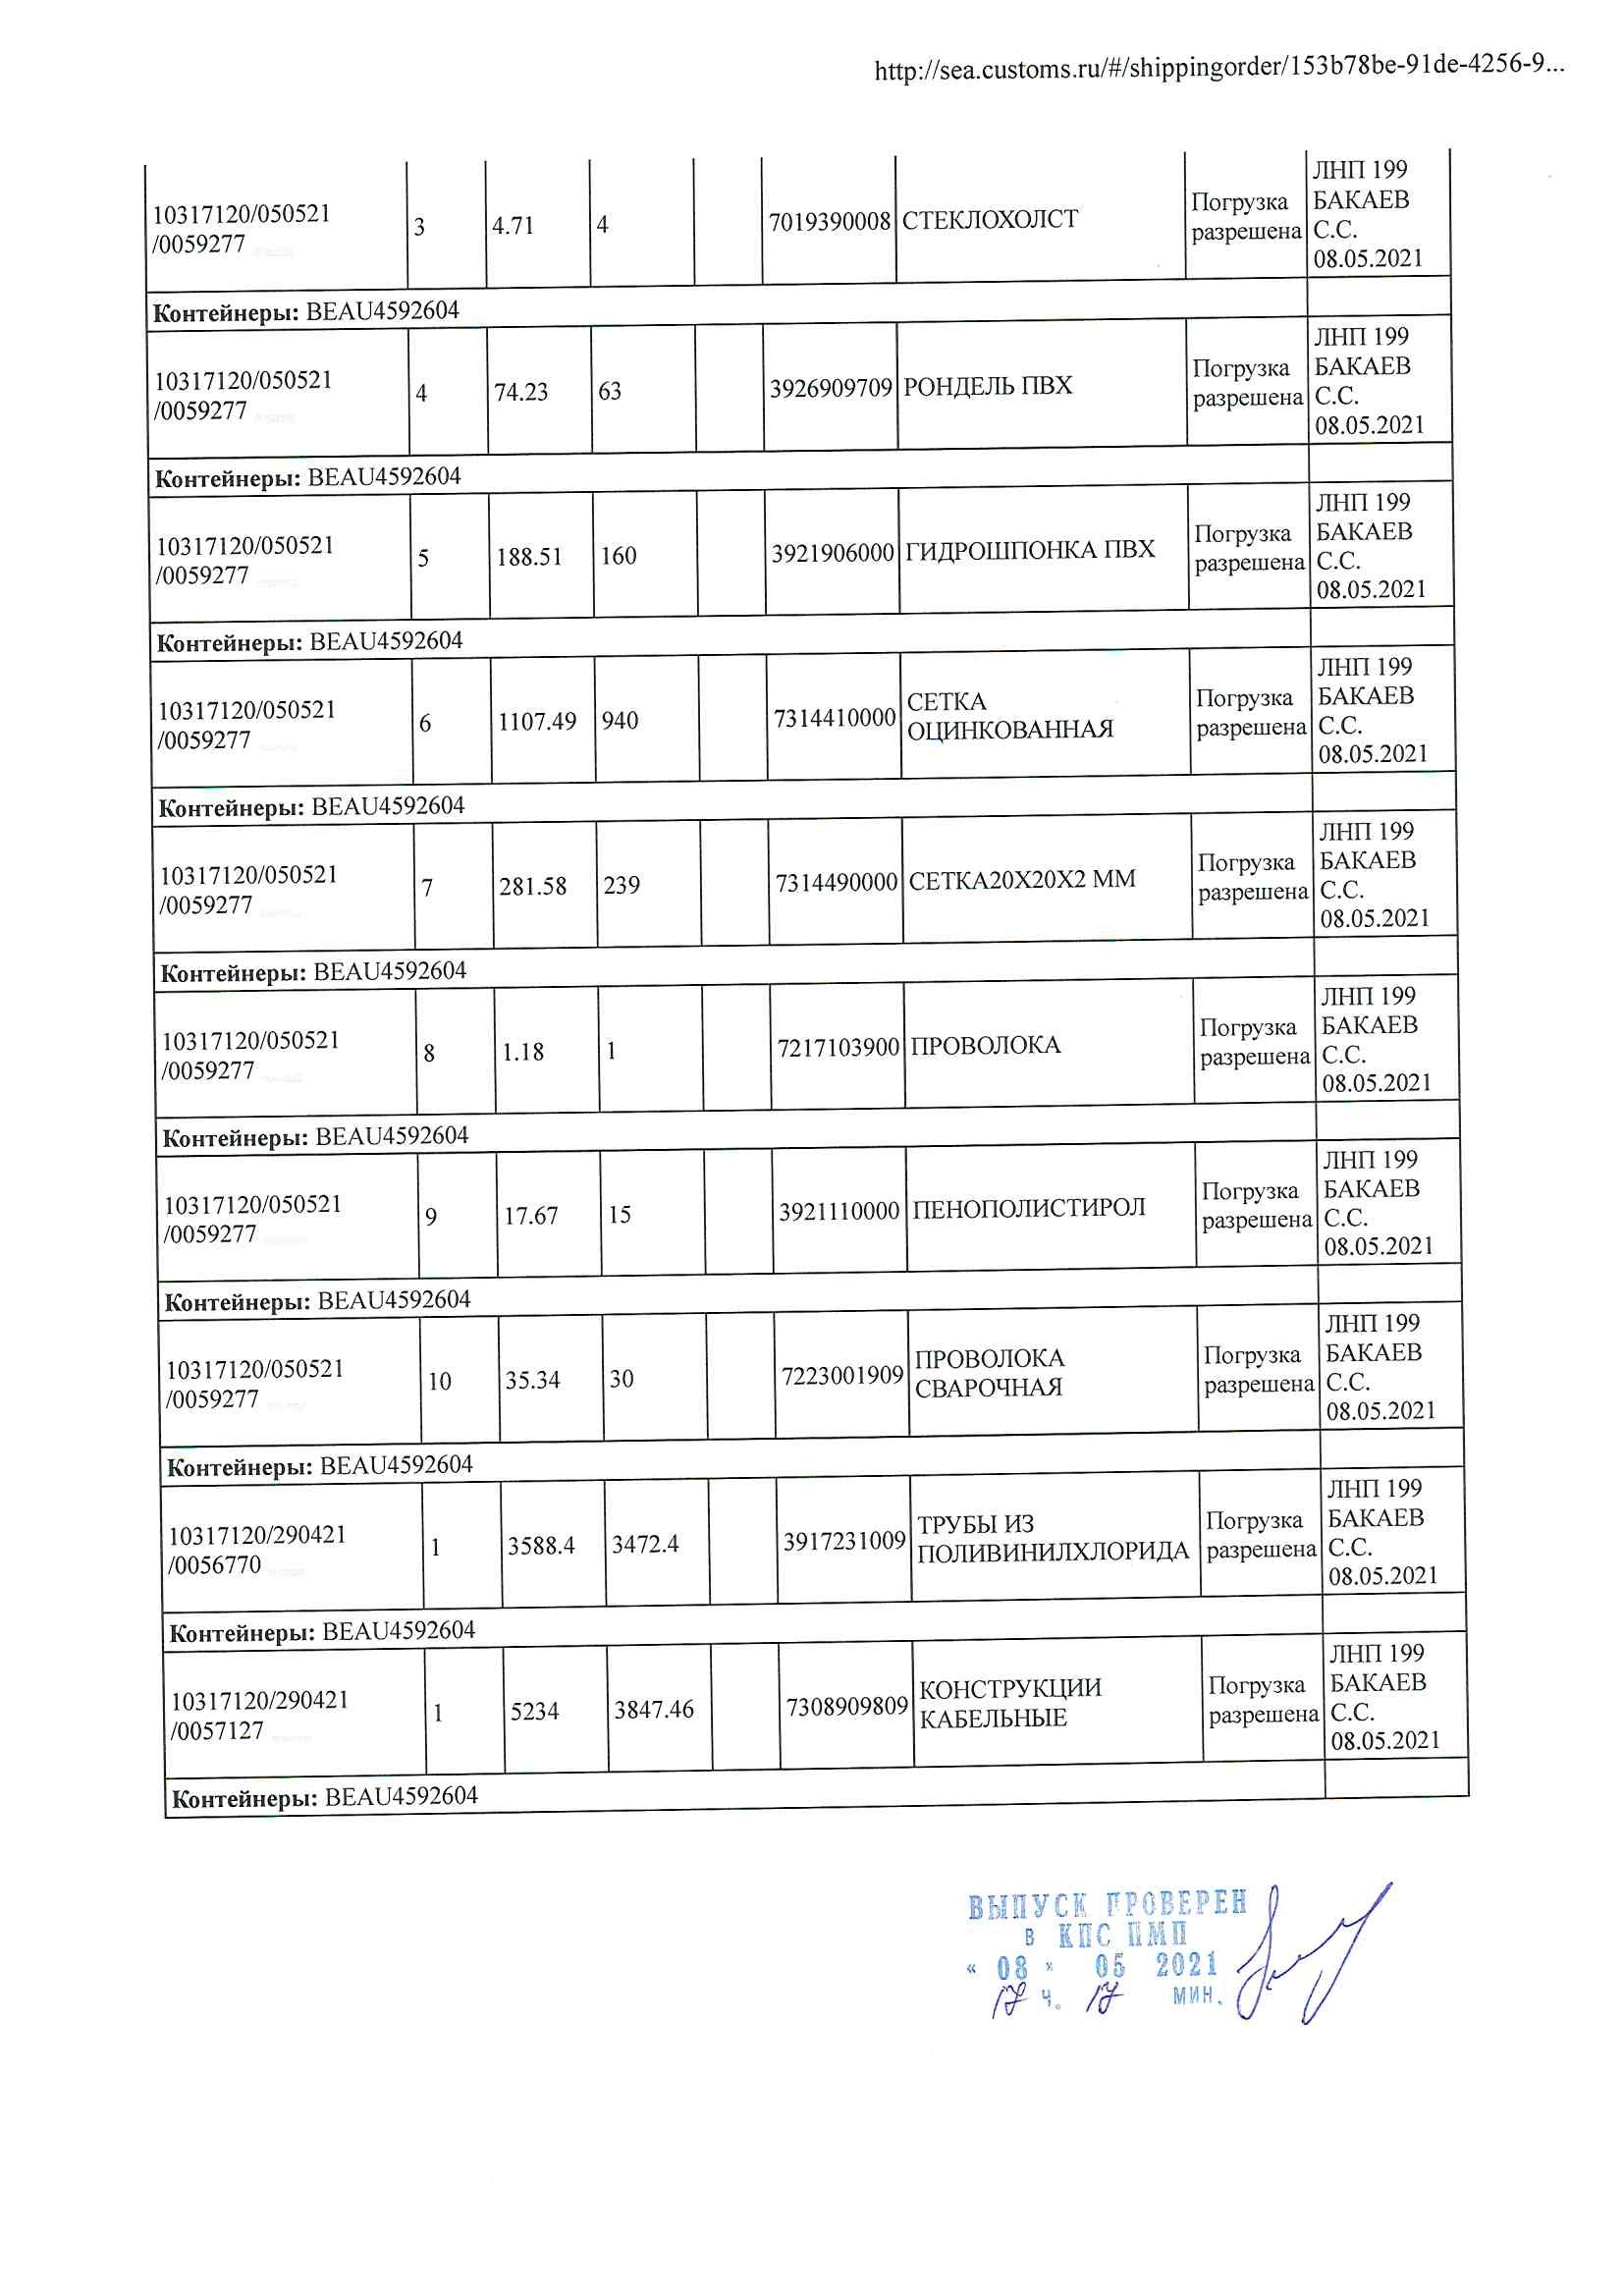 http://sea.customs.ru/#/shippingorder/153b78be-91de-4256-9...
10317120/050521
/0059277
3
4.71
4
7019390008
СТЕКЛОХОЛСТ
Погрузка
разрешена
ЛНП 199
БАКАЕВ
С.С.
08.05.2021
Контейнеры: BEAU4592604
10317120/050521
/0059277
4
74.23
63
3926909709
РОНДЕЛЬ ПВХ
Погрузка
разрешена
ЛНП 199
БАКАЕВ
С.С.
08.05.2021
Контейнеры: BEAU4592604
10317120/050521
/0059277
5
188.51
160
3921906000
ГИДРОШПОНКА ПВХ
Погрузка
разрешена
ЛНП 199
БАКАЕВ
С.С.
08.05.2021
Контейнеры: BEAU4592604
10317120/050521
/0059277
6
1107.49
940
7314410000
СЕТКА
ОЦИНКОВАННАЯ
Погрузка
разрешена
ЛНП 199
БАКАЕВ
С.С.
08.05.2021
Контейнеры: BEAU4592604
10317120/050521
/0059277
7
281.58
239
7314490000
СЕТКА20Х20Х2 ММ
Погрузка
разрешена
ЛНП 199
БАКАЕВ
С.С.
08.05.2021
Контейнеры: BEAU4592604
10317120/050521
/0059277
8
1.18
1
7217103900
ПРОВОЛОКА
Погрузка
разрешена
ЛНП 199
БАКАЕВ
С.С.
08.05.2021
Контейнеры: BEAU4592604
10317120/050521
/0059277
9
17.67
15
3921110000
ПЕНОПОЛИСТИРОЛ
Погрузка
разрешена
ЛНП 199
БАКАЕВ
С.С.
08.05.2021
Контейнеры: BEAU4592604
10317120/050521
/0059277
10
35.34
30
7223001909
ПРОВОЛОКА
СВАРОЧНАЯ
Погрузка
разрешена
ЛНП 199
БАКАЕВ
С.С.
08.05.2021
Контейнеры: BEAU4592604
10317120/290421
/0056770
1
3588.4
3472.4
3917231009
ТРУБЫ ИЗ
ПОЛИВИНИЛХЛОРИДА
Погрузка
разрешена
ЛНП 199
БАКАЕВ
С.С.
08.05.2021
Контейнеры: BEAU4592604
10317120/290421
/0057127
1
5234
3847.46
7308909809
КОНСТРУКЦИИ
КАБЕЛЬНЫЕ
Погрузка
разрешена
ЛНП 199
БАКАЕВ
С.С.
08.05.2021
Контейнеры: BEAU4592604
ВЫПУСК ПРОВЕРЕН
в КПС ПМП
« 08 » 05 2021
17 ч. 17 мин.